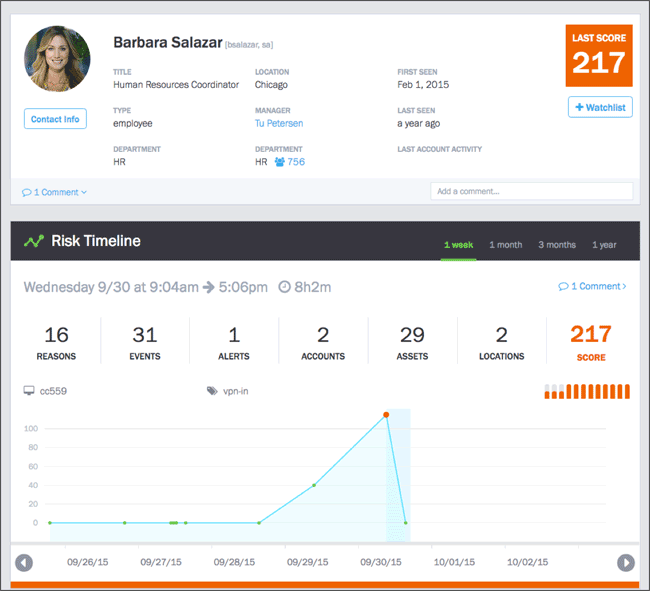 Barbara Salazar [bsalazar, sa]
LAST SCORE
217
TITLE LOCATION FIRST SEEN
Human Resources Coordinator Chicago Feb 1, 2015
+ Watchlist
TYPE MANAGER LAST SEEN
Contact Info
employee Tu Petersen a year ago
DEPARTMENT DEPARTMENT LAST ACCOUNT ACTIVITY
HR HR 756
1 Comment Add a comment...
Risk Timeline 1 week 1 month 3 months 1 year
Wednesday 9/30 at 9:04am → 5:06pm 8h2m 1 Comment >
16 31 1 2 29 2 217
REASONS EVENTS ALERTS ACCOUNTS ASSETS LOCATIONS SCORE
cc559 vpn-in
100
80
60
40
20
0
09/26/15 09/27/15 09/28/15 09/29/15 09/30/15 10/01/15 10/02/15